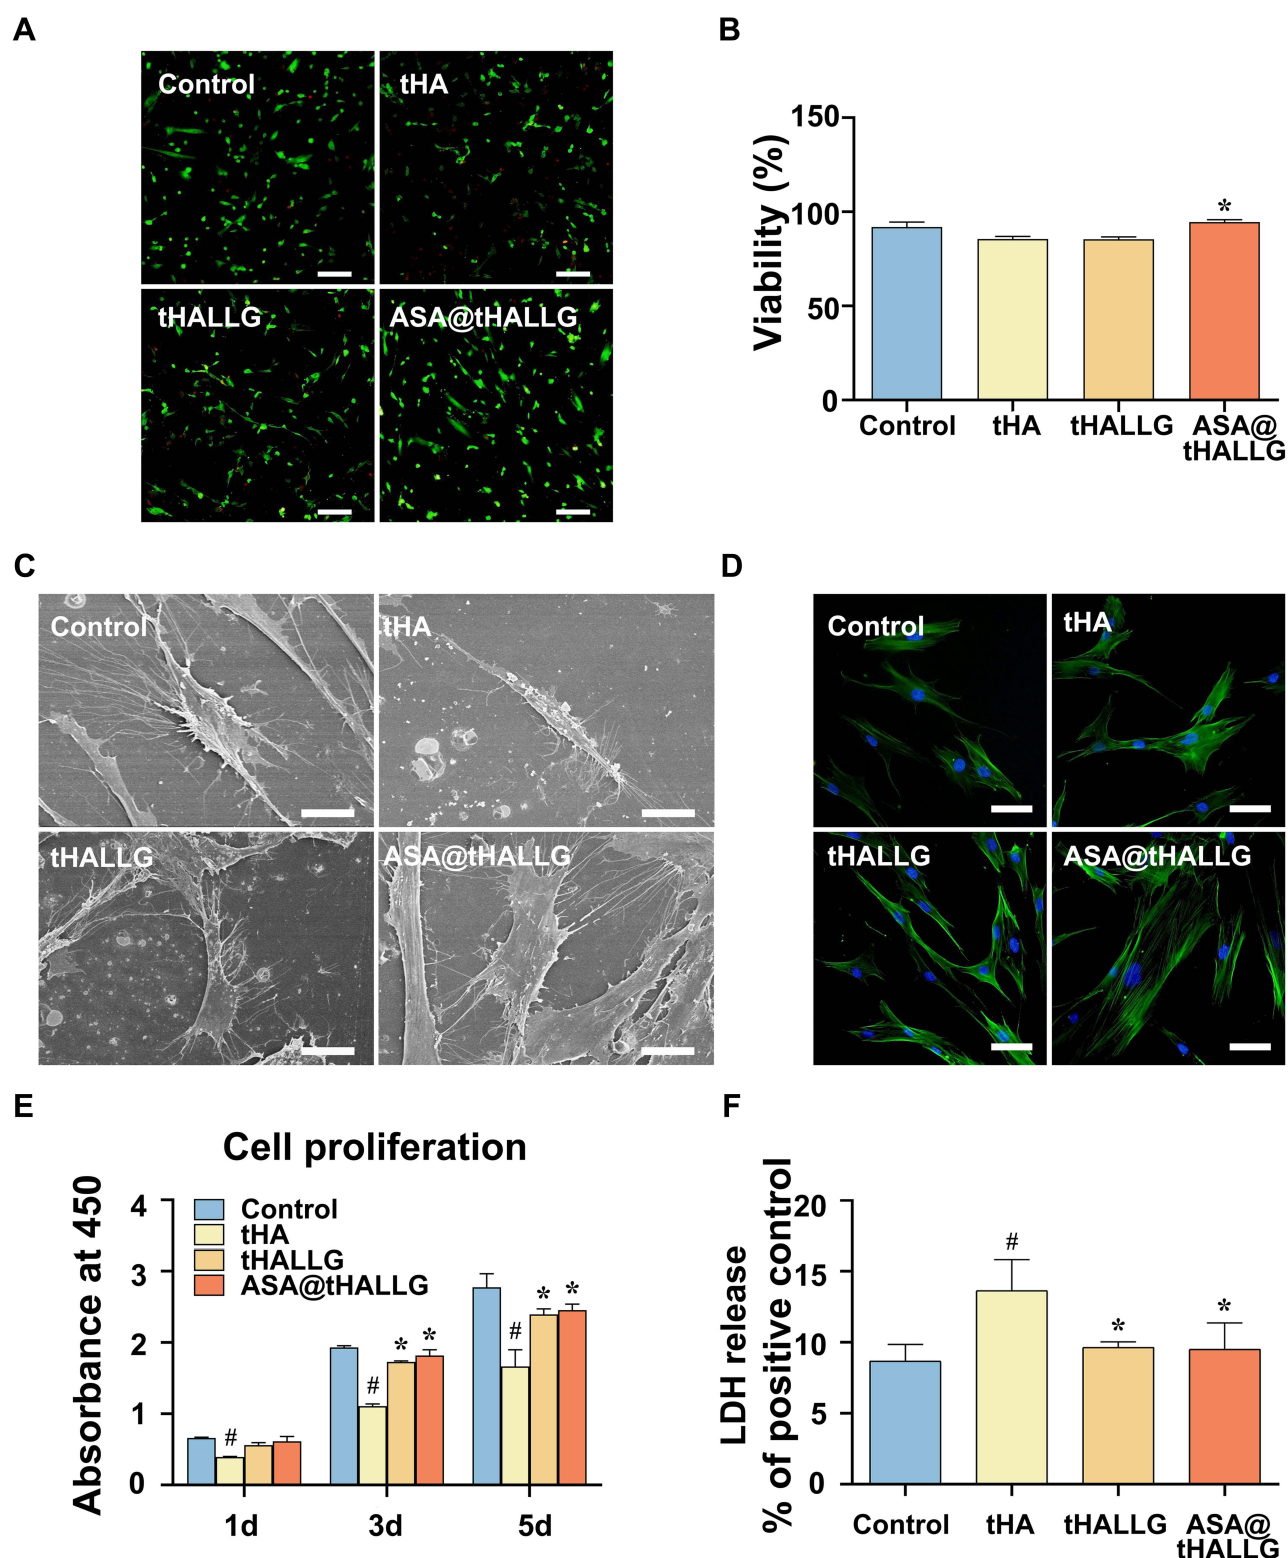 A
Control
tHA
tHALLG
ASA@tHALLG
B
Viability (%)
150
100
50
0
*
Control
tHA
tHALLG
ASA@
tHALLG
C
Control
tHA
tHALLG
ASA@tHALLG
D
Control
tHA
tHALLG
ASA@tHALLG
E
Cell proliferation
Absorbance at 450
4
3
2
1
0
Control
tHA
tHALLG
ASA@tHALLG
#
#
*
*
#
*
*
1d
3d
5d
F
LDH release
% of positive control
20
15
10
5
0
#
*
*
Control
tHA
tHALLG
ASA@
tHALLG